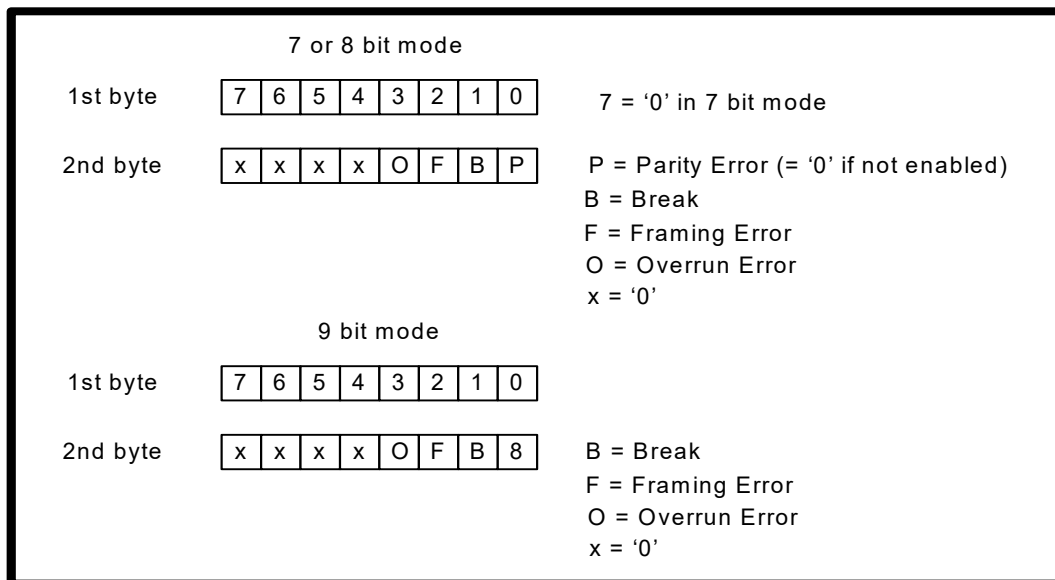 7 or 8 bit mode
1st byte 7 6 5 4 3 2 1 0 7 = ‘0’ in 7 bit mode
2nd byte x x x x O F B P P = Parity Error (= ‘0’ if not enabled)
B = Break
F = Framing Error
O = Overrun Error
x = ‘0’
9 bit mode
1st byte 7 6 5 4 3 2 1 0
2nd byte x x x x O F B 8 B = Break
F = Framing Error
O = Overrun Error
x = ‘0’